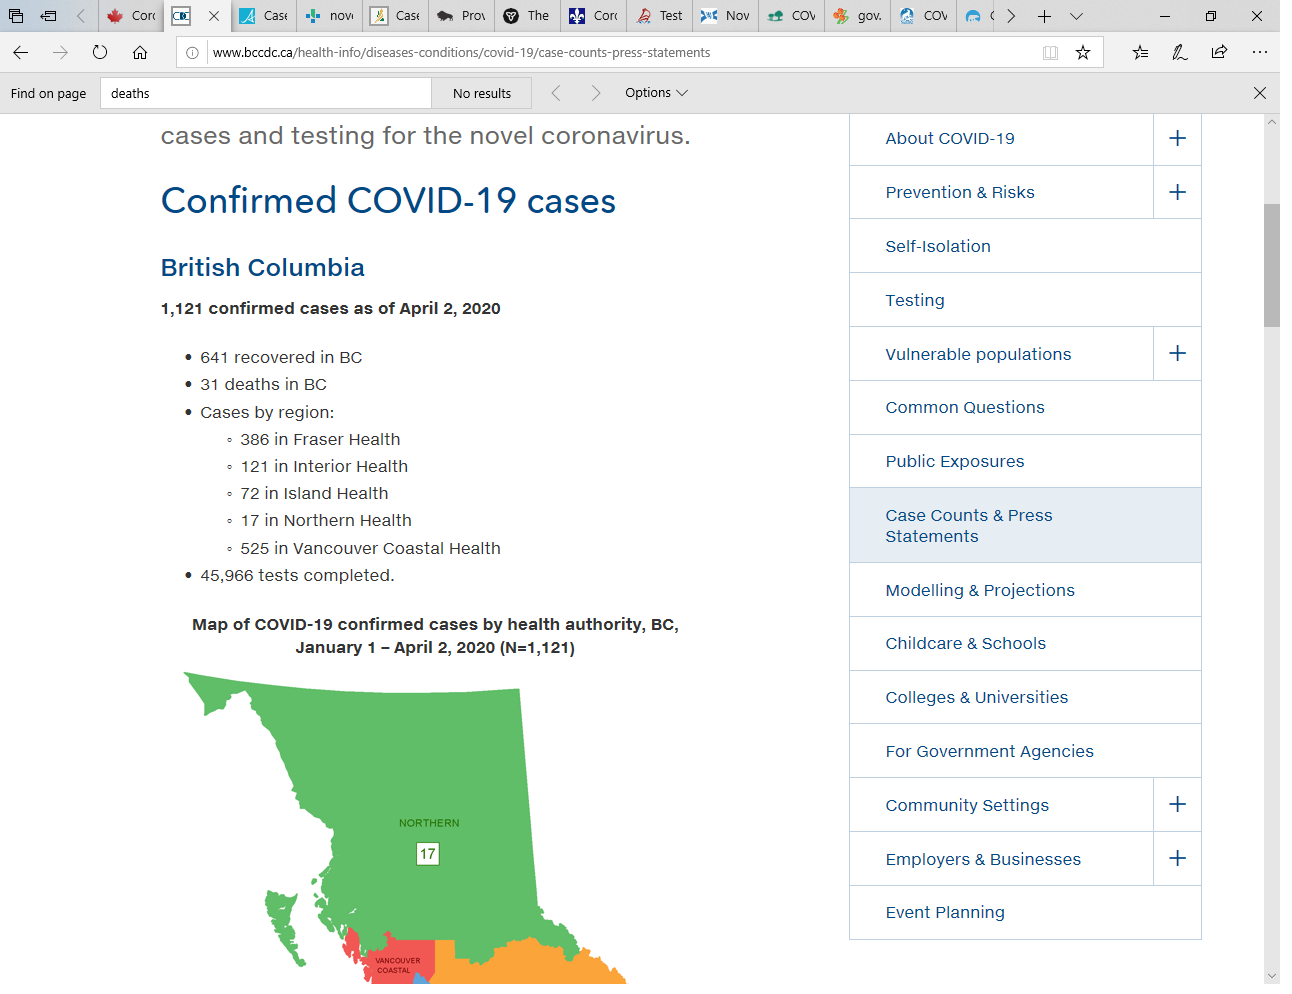 Corc
Case
nove
Case
Prov
The
Corc
Test
Nov
COV
gov.
COV
www.bccdc.ca/health-info/diseases-conditions/covid-19/case-counts-press-statements
Find on page
deaths
No results
Options
cases and testing for the novel coronavirus.
Confirmed COVID-19 cases
British Columbia
1,121 confirmed cases as of April 2, 2020
• 641 recovered in BC
• 31 deaths in BC
• Cases by region:
◦ 386 in Fraser Health
◦ 121 in Interior Health
◦ 72 in Island Health
◦ 17 in Northern Health
◦ 525 in Vancouver Coastal Health
• 45,966 tests completed.
Map of COVID-19 confirmed cases by health authority, BC,
January 1 – April 2, 2020 (N=1,121)
NORTHERN
17
VANCOUVER
COASTAL
About COVID-19
Prevention & Risks
Self-Isolation
Testing
Vulnerable populations
Common Questions
Public Exposures
Case Counts & Press
Statements
Modelling & Projections
Childcare & Schools
Colleges & Universities
For Government Agencies
Community Settings
Employers & Businesses
Event Planning